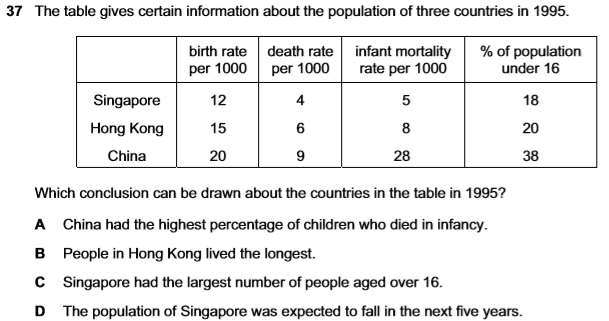 37 The table gives certain information about the population of three countries in 1995.
birth rate per 1000 death rate per 1000 infant mortality rate per 1000 % of population under 16
Singapore 12 4 5 18
Hong Kong 15 6 8 20
China 20 9 28 38
Which conclusion can be drawn about the countries in the table in 1995?
A China had the highest percentage of children who died in infancy.
B People in Hong Kong lived the longest.
C Singapore had the largest number of people aged over 16.
D The population of Singapore was expected to fall in the next five years.